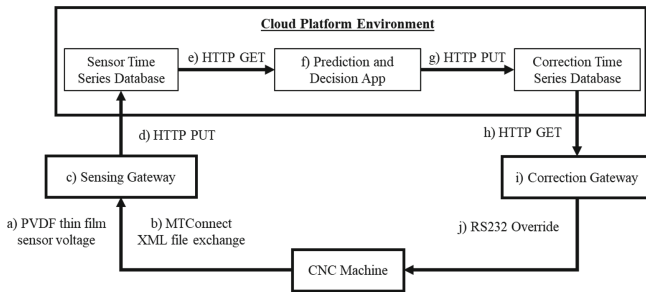 Cloud Platform Environment
Sensor Time
Series Database
e) HTTP GET
f) Prediction and
Decision App
g) HTTP PUT
Correction Time
Series Database
d) HTTP PUT
h) HTTP GET
c) Sensing Gateway
i) Correction Gateway
a) PVDF thin film
sensor voltage
b) MTConnect
XML file exchange
j) RS232 Override
CNC Machine